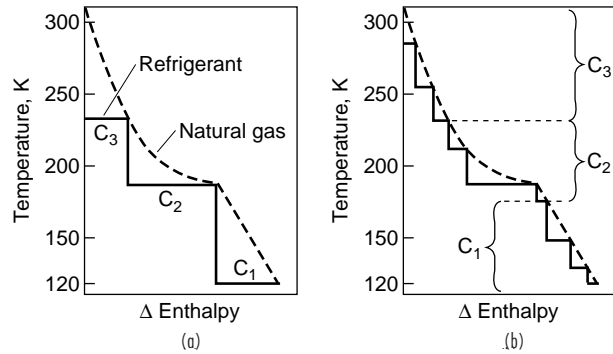 300
Refrigerant
250
C3
Natural gas
200
C2
150
C1
120
Temperature, K
Δ Enthalpy
(a)
300
C3
250
200
C2
150
C1
120
Temperature, K
Δ Enthalpy
(b)